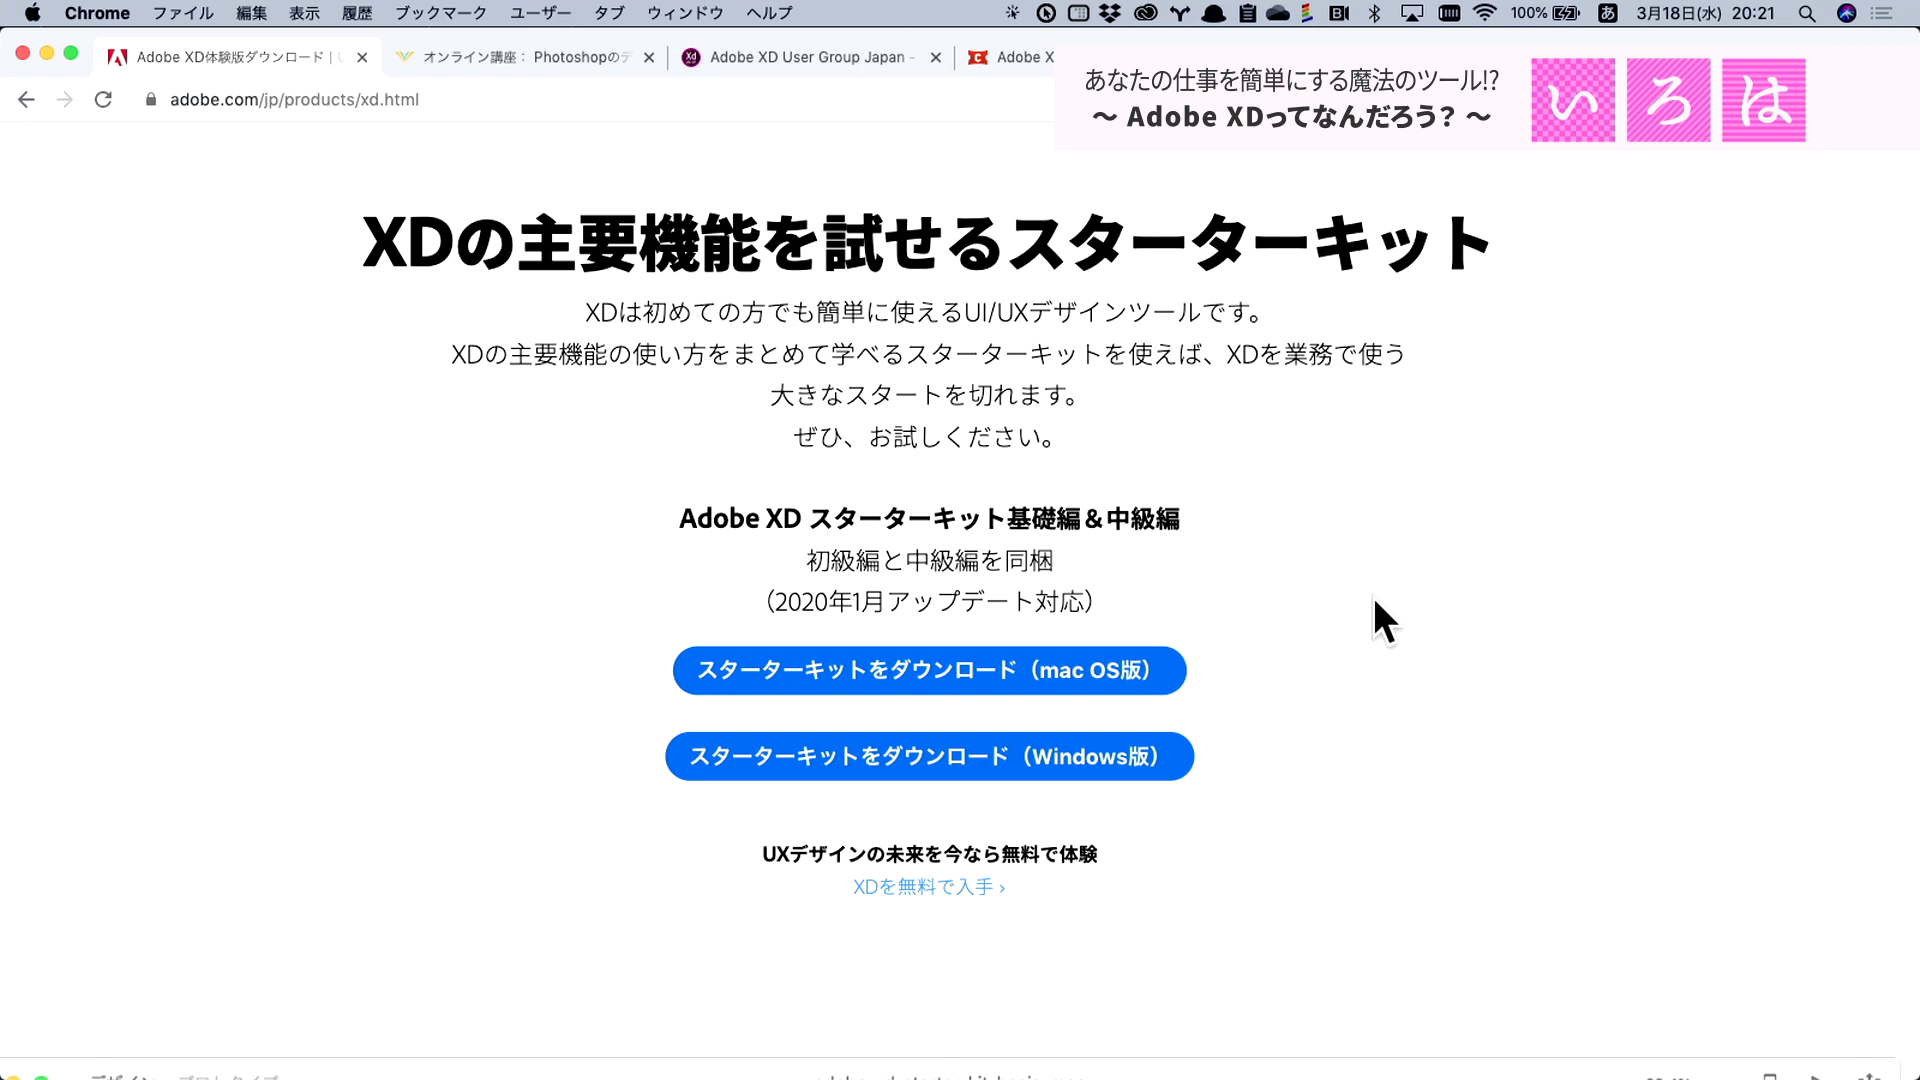 Chrome ファイル 編集 表示 履歴 ブックマーク ユーザー タブ ウィンドウ ヘルプ 100% あ 3月18日(水) 20:21
Adobe XD体験版ダウンロード | オンライン講座： Photoshopのデ Adobe XD User Group Japan - Adobe X
adobe.com/jp/products/xd.html
あなたの仕事を簡単にする魔法のツール!?
〜 Adobe XDってなんだろう？ 〜
いろは
XDの主要機能を試せるスターターキット
XDは初めての方でも簡単に使えるUI/UXデザインツールです。
XDの主要機能の使い方をまとめて学べるスターターキットを使えば、XDを業務で使う
大きなスタートを切れます。
ぜひ、お試しください。
Adobe XD スターターキット基礎編＆中級編
初級編と中級編を同梱
（2020年1月アップデート対応）
スターターキットをダウンロード（mac OS版）
スターターキットをダウンロード（Windows版）
UXデザインの未来を今なら無料で体験
XDを無料で入手 ›